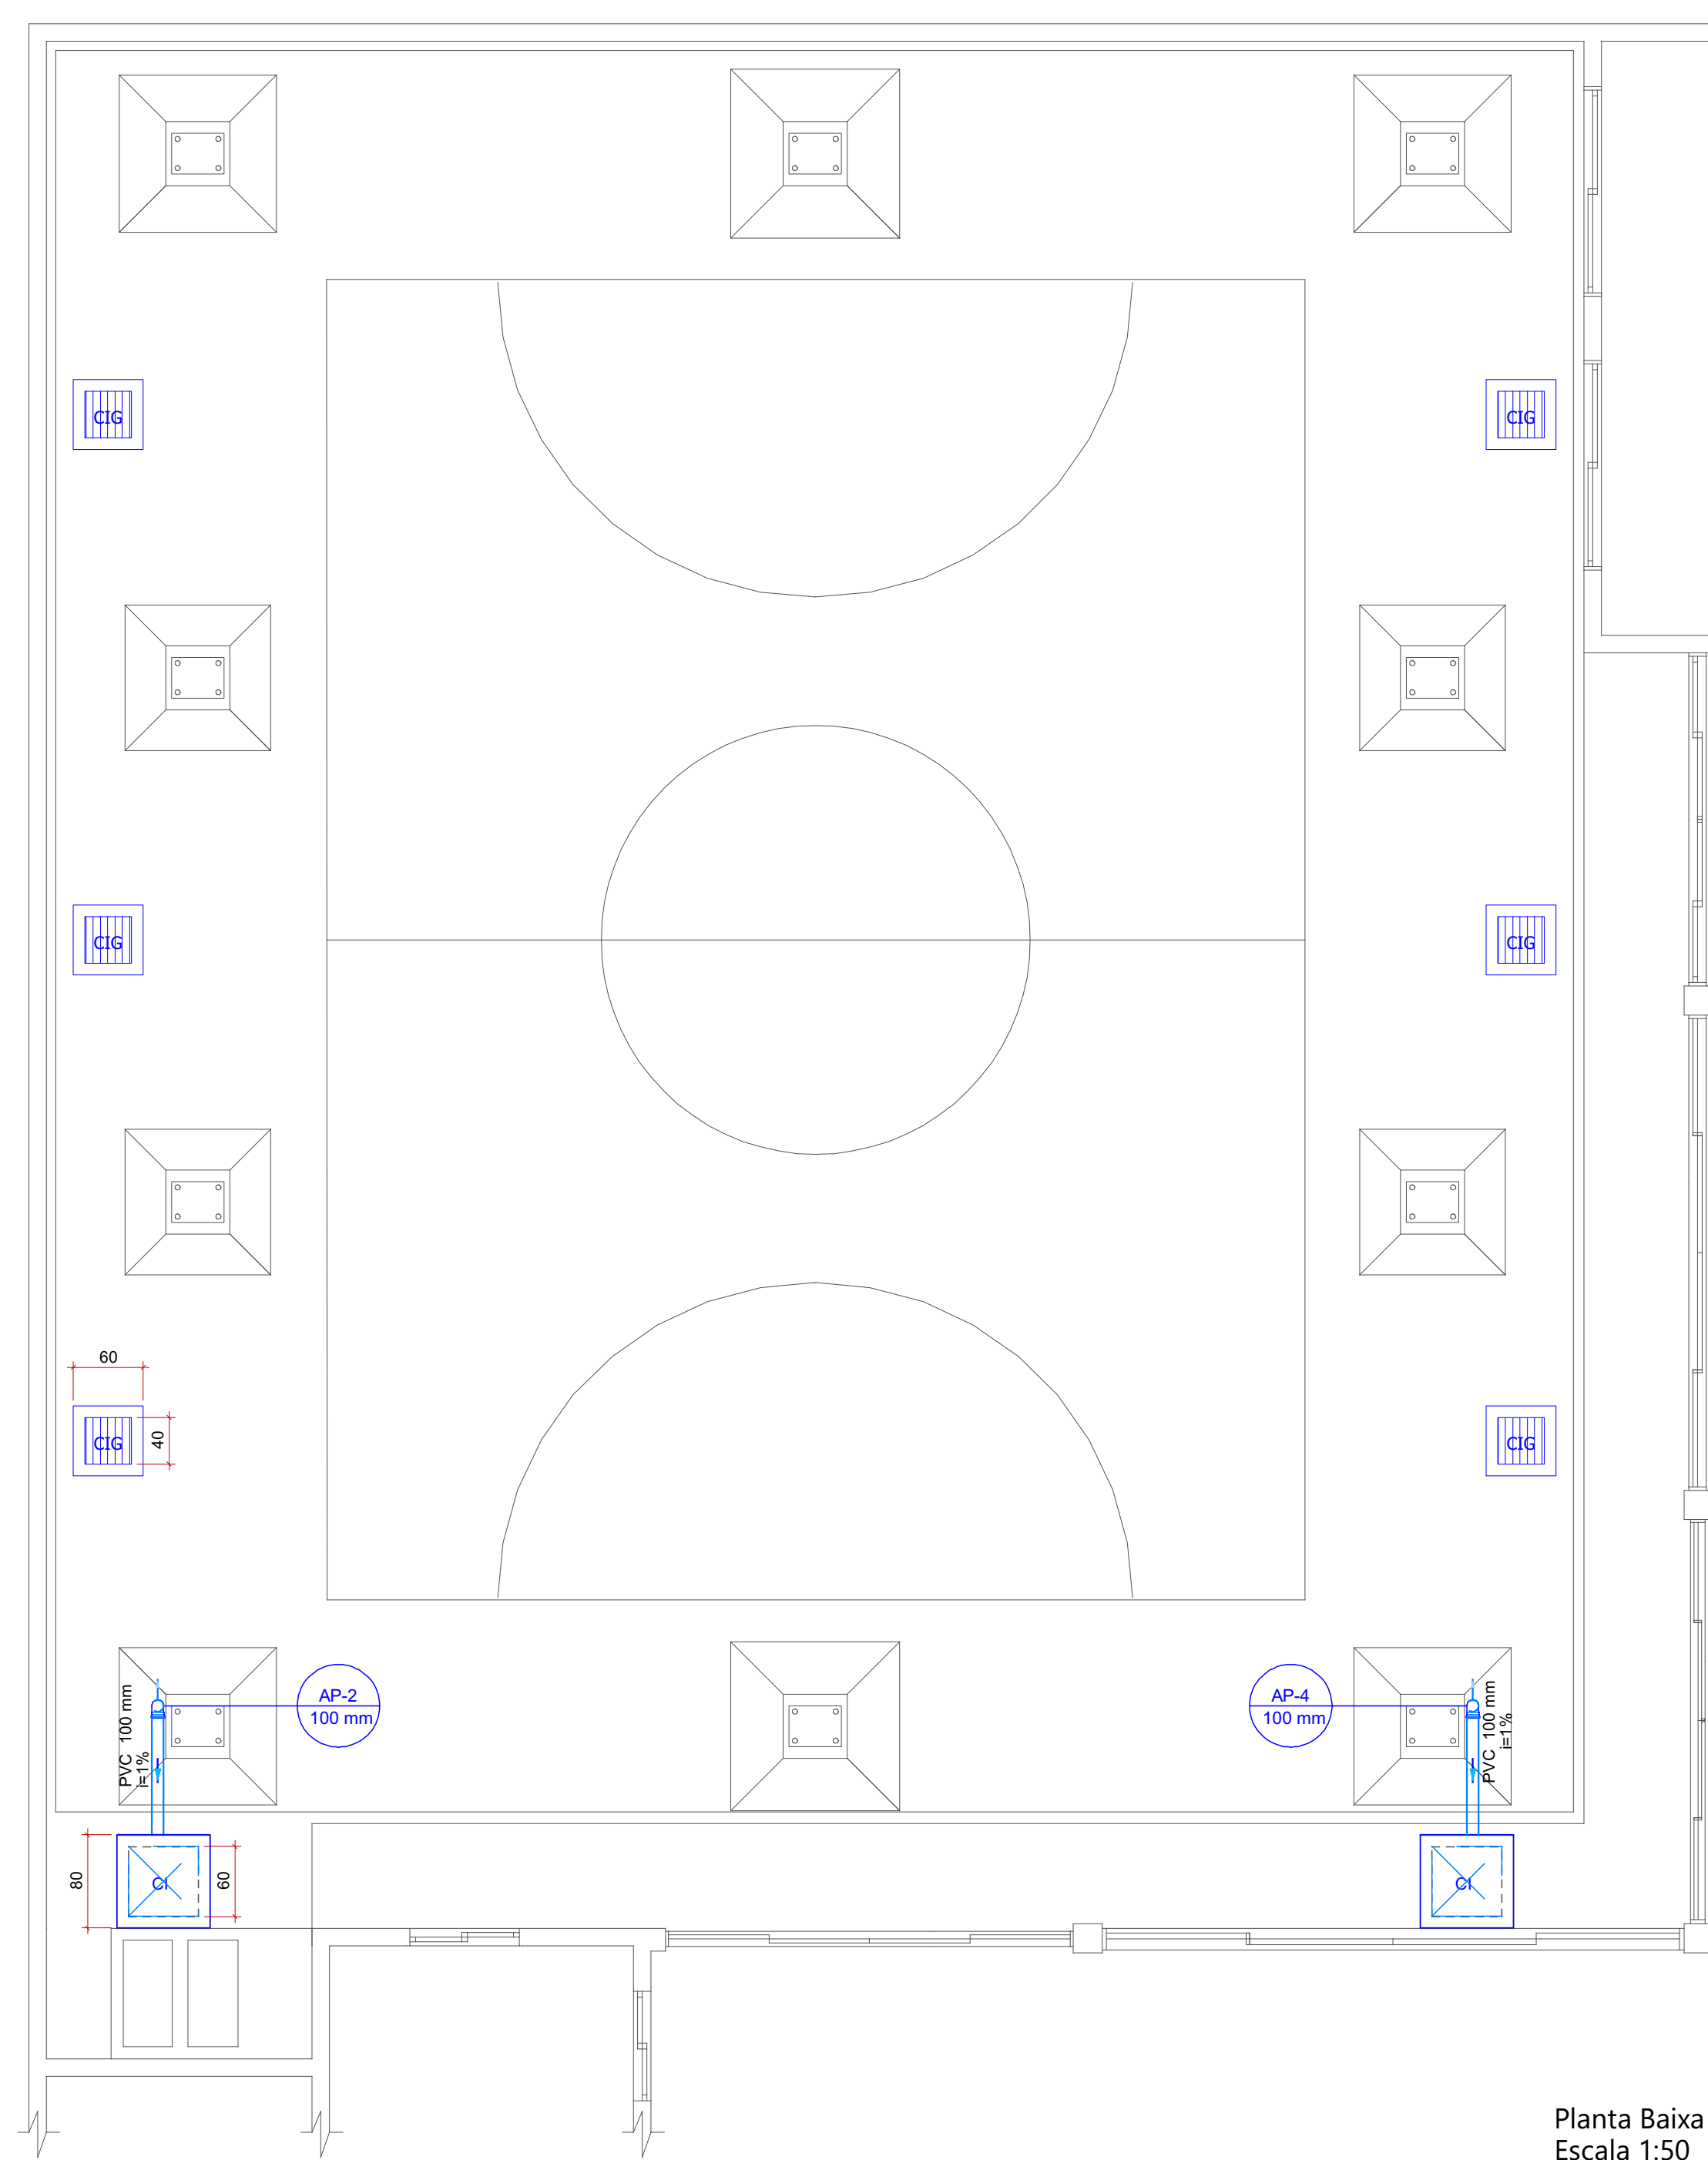 CIG
CIG
CIG
CIG
60
CIG
40
CIG
AP-2
100 mm
PVC 100 mm
i=1%
AP-4
100 mm
PVC 100 mm
i=1%
80
CI
60
CI
Planta Baixa
Escala 1:50